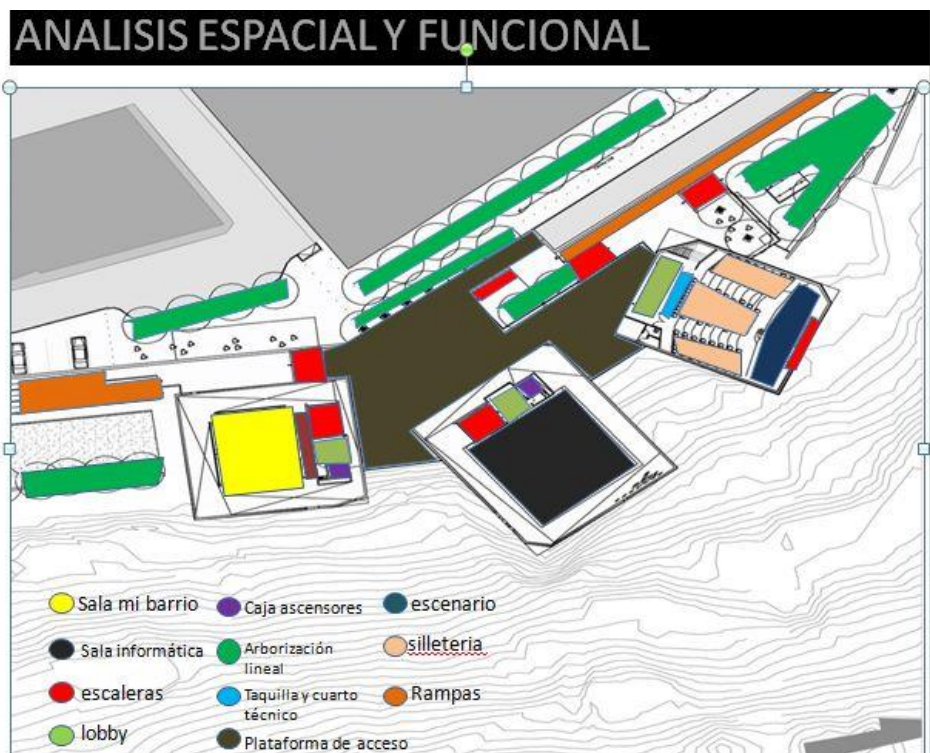 ANALISIS ESPACIAL Y FUNCIONAL
Sala mi barrio
Sala informática
escaleras
lobby
Caja ascensores
Arborización
lineal
Taquilla y cuarto
técnico
Plataforma de acceso
escenario
silleteria
Rampas